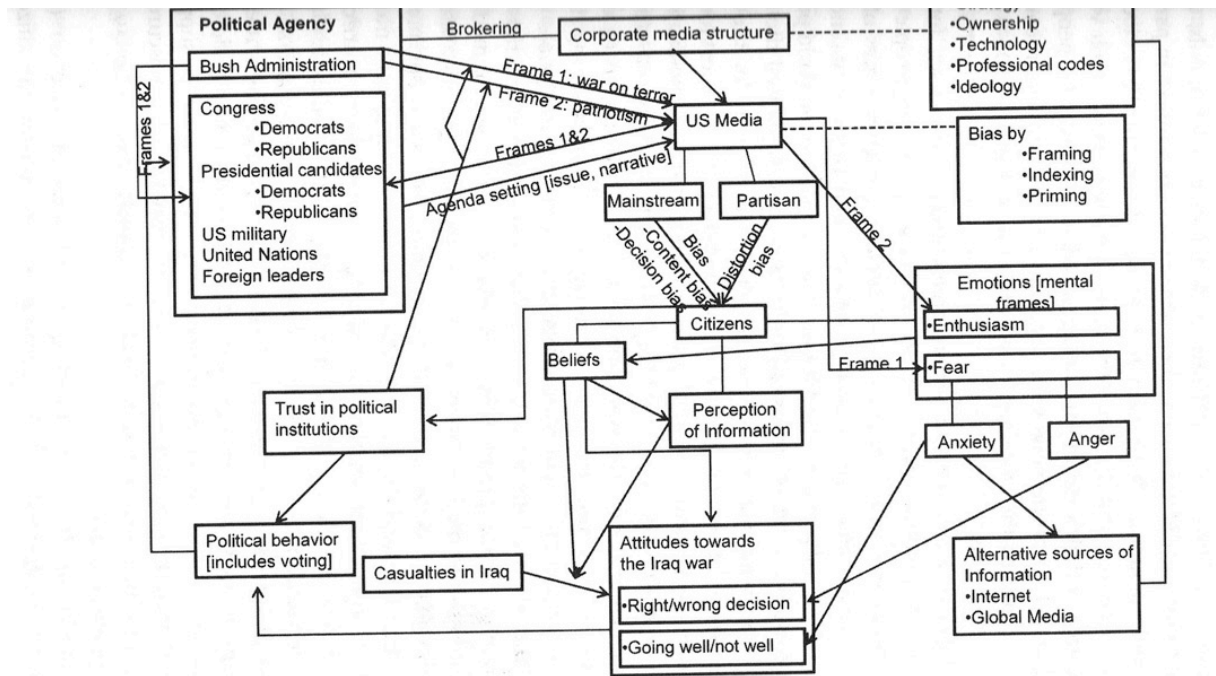 Political Agency
Bush Administration
Congress
•Democrats
•Republicans
Presidential candidates
•Democrats
•Republicans
US military
United Nations
Foreign leaders
Frames 1&2
Brokering
Corporate media structure
•Ownership
•Technology
•Professional codes
•Ideology
Frame 1: war on terror
Frame 2: patriotism
Frames 1&2
Agenda setting [issue, narrative]
US Media
Bias by
•Framing
•Indexing
•Priming
Mainstream
Partisan
Bias
-Content bias
-Decision bias
Distortion
bias
Frame 2
Emotions [mental
frames]
•Enthusiasm
•Fear
Frame 1
Citizens
Beliefs
Trust in political
institutions
Perception
of Information
Anxiety
Anger
Political behavior
[includes voting]
Casualties in Iraq
Attitudes towards
the Iraq war
•Right/wrong decision
•Going well/not well
Alternative sources of
Information
•Internet
•Global Media